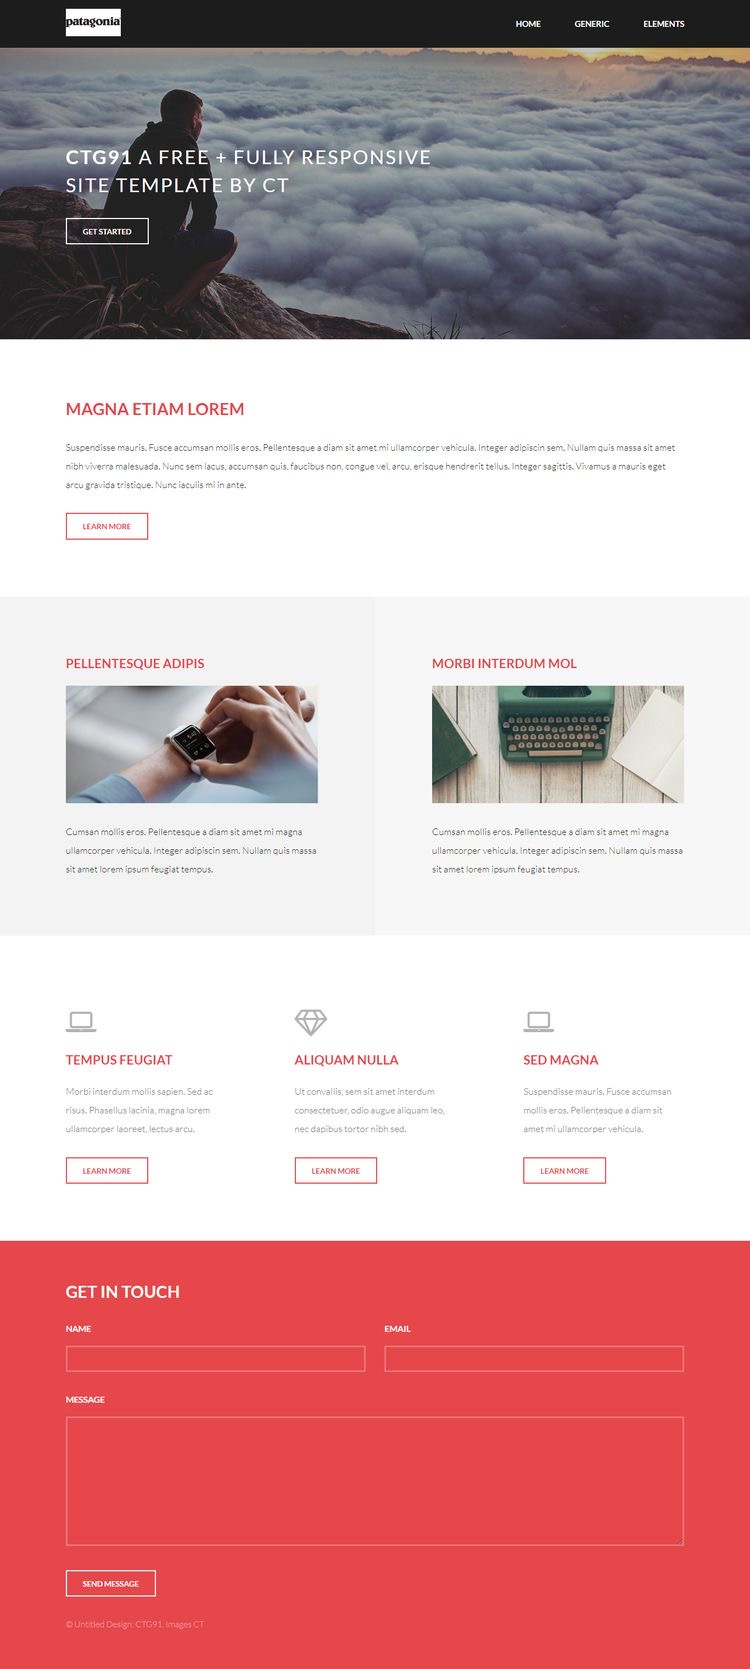 patagonia
HOME GENERIC ELEMENTS
CTG91 A FREE + FULLY RESPONSIVE
SITE TEMPLATE BY CT
GET STARTED
MAGNA ETIAM LOREM
Suspendisse mauris. Fusce accumsan mollis eros. Pellentesque a diam sit amet mi ullamcorper vehicula. Integer adipiscin sem. Nullam quis massa sit amet
nibh viverra malesuada. Nunc sem lacus, accumsan quis, faucibus non, congue vel, arcu, erisque hendrerit tellus. Integer sagittis. Vivamus a mauris eget
arcu gravida tristique. Nunc iaculis mi in ante.
LEARN MORE
PELLENTESQUE ADIPIS
Cumsan mollis eros. Pellentesque a diam sit amet mi magna
ullamcorper vehicula. Integer adipiscin sem. Nullam quis massa
sit amet lorem ipsum feugiat tempus.
MORBI INTERDUM MOL
Cumsan mollis eros. Pellentesque a diam sit amet mi magna
ullamcorper vehicula. Integer adipiscin sem. Nullam quis massa
sit amet lorem ipsum feugiat tempus.
TEMPUS FEUGIAT
Morbi interdum mollis sapien. Sed ac
risus. Phasellus lacinia, magna lorem
ullamcorper laoreet, lectus arcu.
LEARN MORE
ALIQUAM NULLA
Ut convallis, sem sit amet interdum
consectetuer, odio augue aliquam leo,
nec dapibus tortor nibh sed.
LEARN MORE
SED MAGNA
Suspendisse mauris. Fusce accumsan
mollis eros. Pellentesque a diam sit
amet mi ullamcorper vehicula.
LEARN MORE
GET IN TOUCH
NAME
EMAIL
MESSAGE
SEND MESSAGE
© Untitled Design: CTG91. Images CT